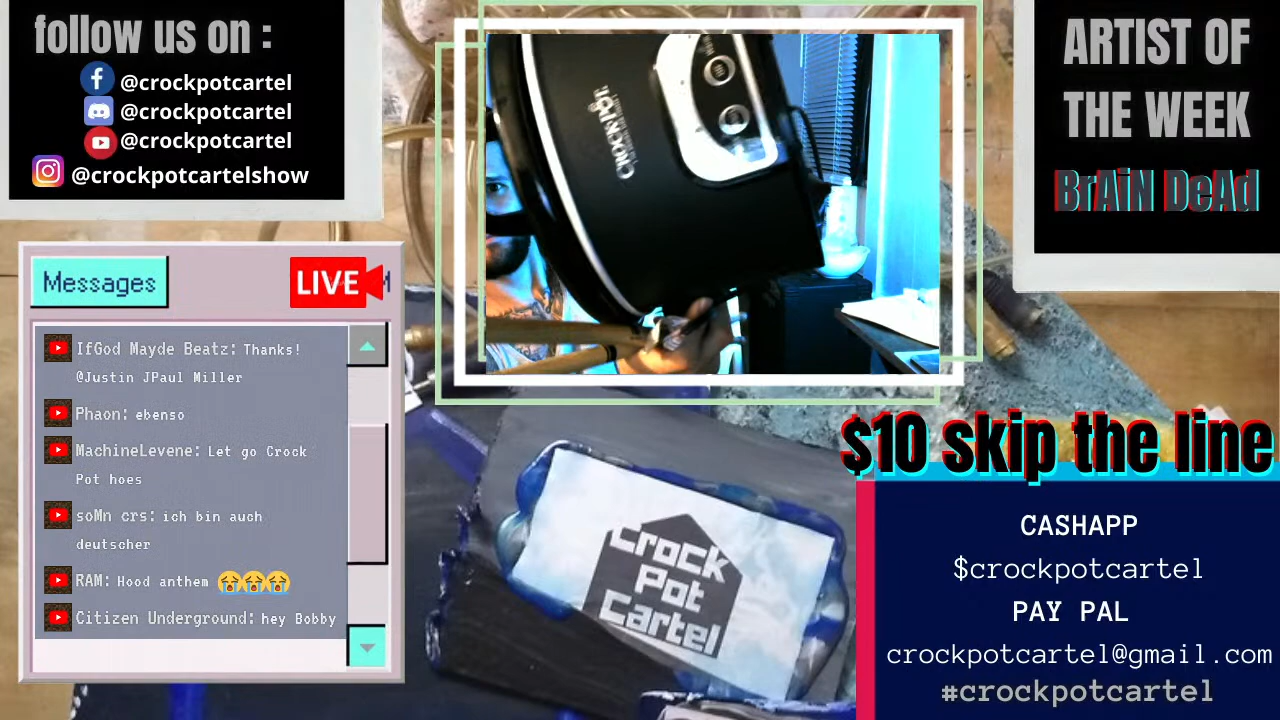 follow us on :
@crockpotcartel
@crockpotcartel
@crockpotcartel
@crockpotcartelshow
ARTIST OF
THE WEEK
BrAiN DeAd
CROCKPOT
Messages
LIVE
IfGod Mayde Beatz: Thanks!
@Justin JPaul Miller
Phaon: ebenso
MachineLevene: Let go Crock
Pot hoes
soMn crs: ich bin auch
deutscher
RAM: Hood anthem 😭😭😭
Citizen Underground: hey Bobby
Crock
Pot
Cartel
$10 skip the line
CASHAPP
$crockpotcartel
PAY PAL
crockpotcartel@gmail.com
#crockpotcartel